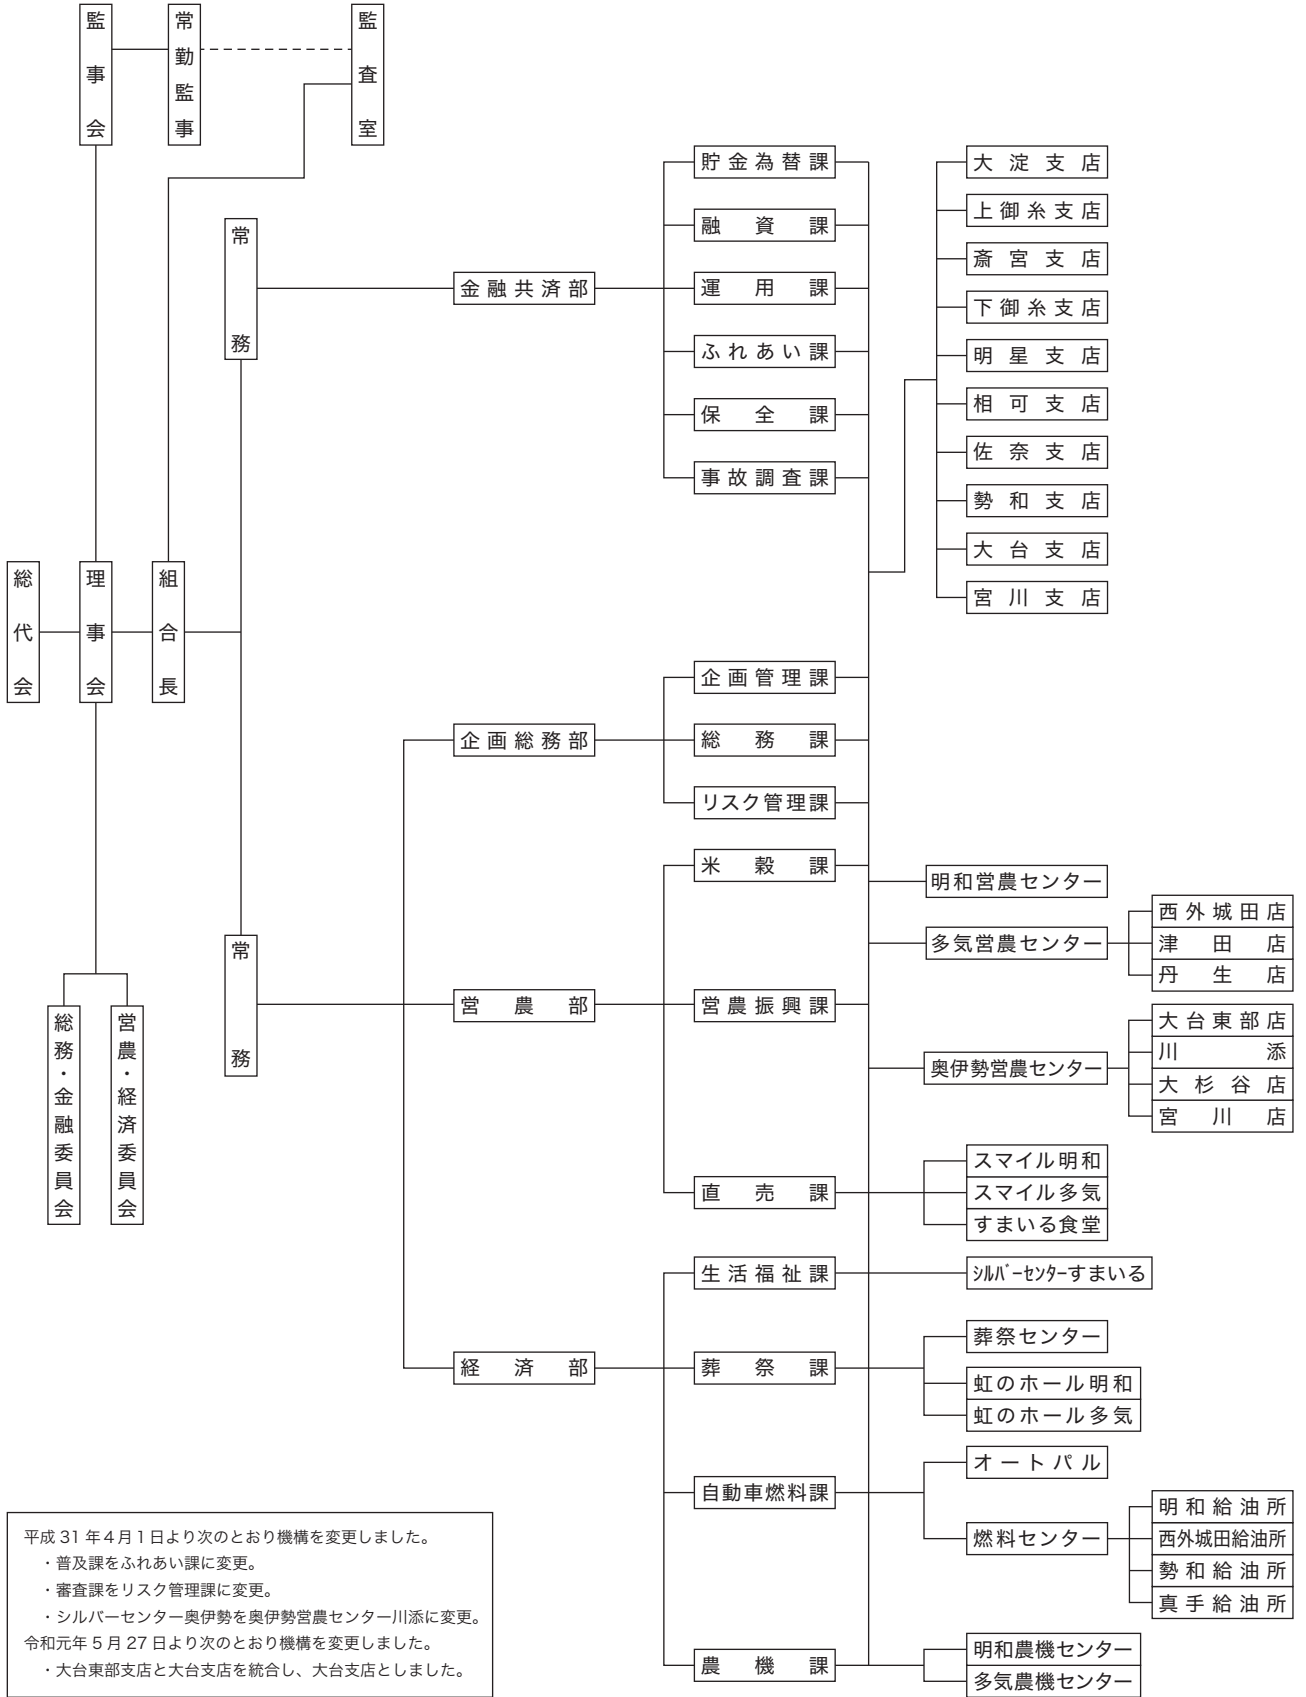 監事会
常勤監事
監査室
総代会
理事会
組合長
総務・金融委員会
営農・経済委員会
常務
金融共済部
貯金為替課
融資課
運用課
ふれあい課
保全課
事故調査課
大淀支店
上御糸支店
斎宮支店
下御糸支店
明星支店
相可支店
佐奈支店
勢和支店
大台支店
宮川支店
常務
企画総務部
企画管理課
総務課
リスク管理課
営農部
米穀課
営農振興課
直売課
明和営農センター
多気営農センター
西外城田店
津田店
丹生店
奥伊勢営農センター
大台東部店
川添
大杉谷店
宮川店
スマイル明和
スマイル多気
すまいる食堂
経済部
生活福祉課
シルバーセンターすまいる
葬祭課
葬祭センター
虹のホール明和
虹のホール多気
自動車燃料課
オートパル
燃料センター
明和給油所
西外城田給油所
勢和給油所
真手給油所
農機課
明和農機センター
多気農機センター
平成31年4月1日より次のとおり機構を変更しました。
・普及課をふれあい課に変更。
・審査課をリスク管理課に変更。
・シルバーセンター奥伊勢を奥伊勢営農センター川添に変更。
令和元年5月27日より次のとおり機構を変更しました。
・大台東部支店と大台支店を統合し、大台支店としました。